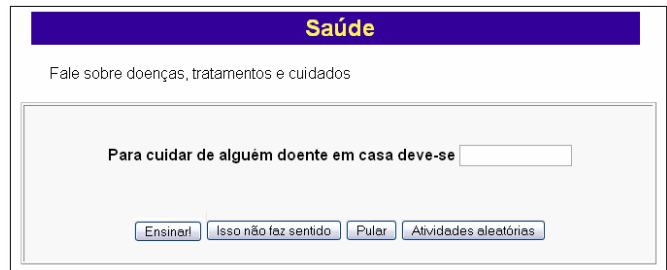 Saúde
Fale sobre doenças, tratamentos e cuidados
Para cuidar de alguém doente em casa deve-se
Ensinar! Isso não faz sentido Pular Atividades aleatórias